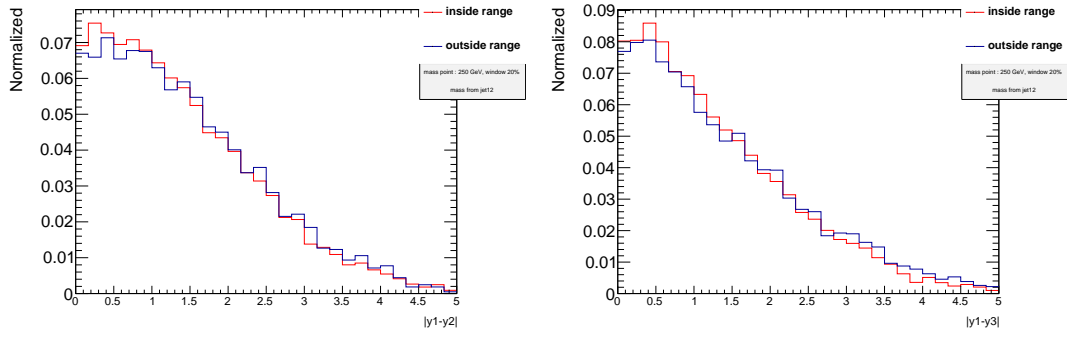 Normalized
0.07
0.06
0.05
0.04
0.03
0.02
0.01
0
0 0.5 1 1.5 2 2.5 3 3.5 4 4.5 5
|y1-y2|
inside range
outside range
mass point : 250 GeV, window 20%
mass from jet12
Normalized
0.09
0.08
0.07
0.06
0.05
0.04
0.03
0.02
0.01
0
0 0.5 1 1.5 2 2.5 3 3.5 4 4.5 5
|y1-y3|
inside range
outside range
mass point : 250 GeV, window 20%
mass from jet12